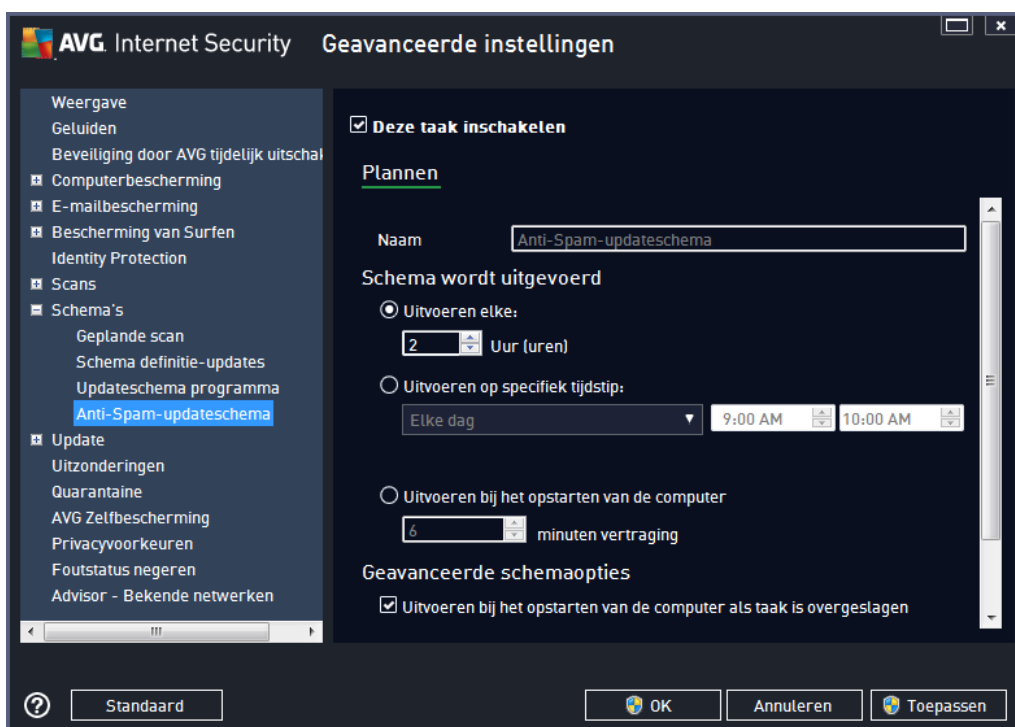 AVG. Internet Security Geavanceerde instellingen
Weergave
Geluiden
Beveiliging door AVG tijdelijk uitschak
Computerbescherming
E-mailbescherming
Bescherming van Surfen
Identity Protection
Scans
Schema's
Geplande scan
Schema definitie-updates
Updateschema programma
Anti-Spam-updateschema
Update
Uitzonderingen
Quarantaine
AVG Zelfbescherming
Privacyvoorkeuren
Foutstatus negeren
Advisor - Bekende netwerken
Deze taak inschakelen
Plannen
Naam Anti-Spam-updateschema
Schema wordt uitgevoerd
Uitvoeren elke:
2 Uur (uren)
Uitvoeren op specifiek tijdstip:
Elke dag 9:00 AM 10:00 AM
Uitvoeren bij het opstarten van de computer
6 minuten vertraging
Geavanceerde schemaopties
Uitvoeren bij het opstarten van de computer als taak is overgeslagen
? Standaard OK Annuleren Toepassen